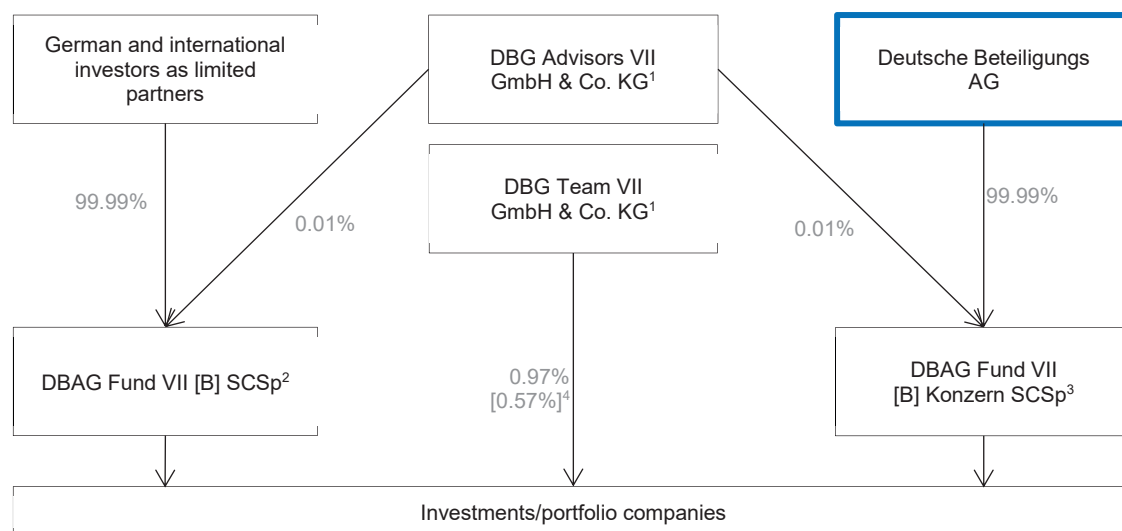 German and international
investors as limited
partners
DBG Advisors VII
GmbH & Co. KG¹
Deutsche Beteiligungs
AG
DBG Team VII
GmbH & Co. KG¹
99.99%
0.01%
0.01%
99.99%
DBAG Fund VII [B] SCSp²
0.97%
[0.57%]⁴
DBAG Fund VII
[B] Konzern SCSp³
Investments/portfolio companies